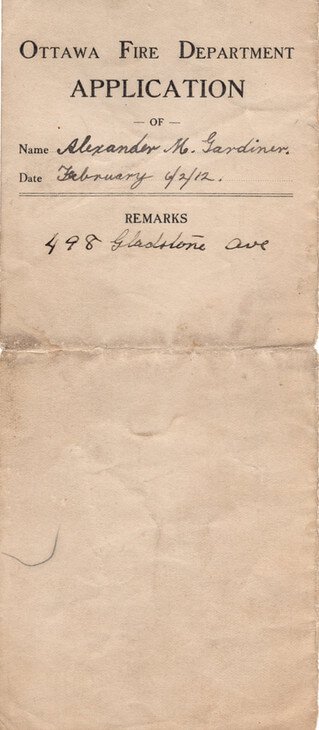 OTTAWA FIRE DEPARTMENT
APPLICATION
— OF —
Name Alexander M. Gardiner.
Date February 6/2/12.
REMARKS
498 Gladstone Ave